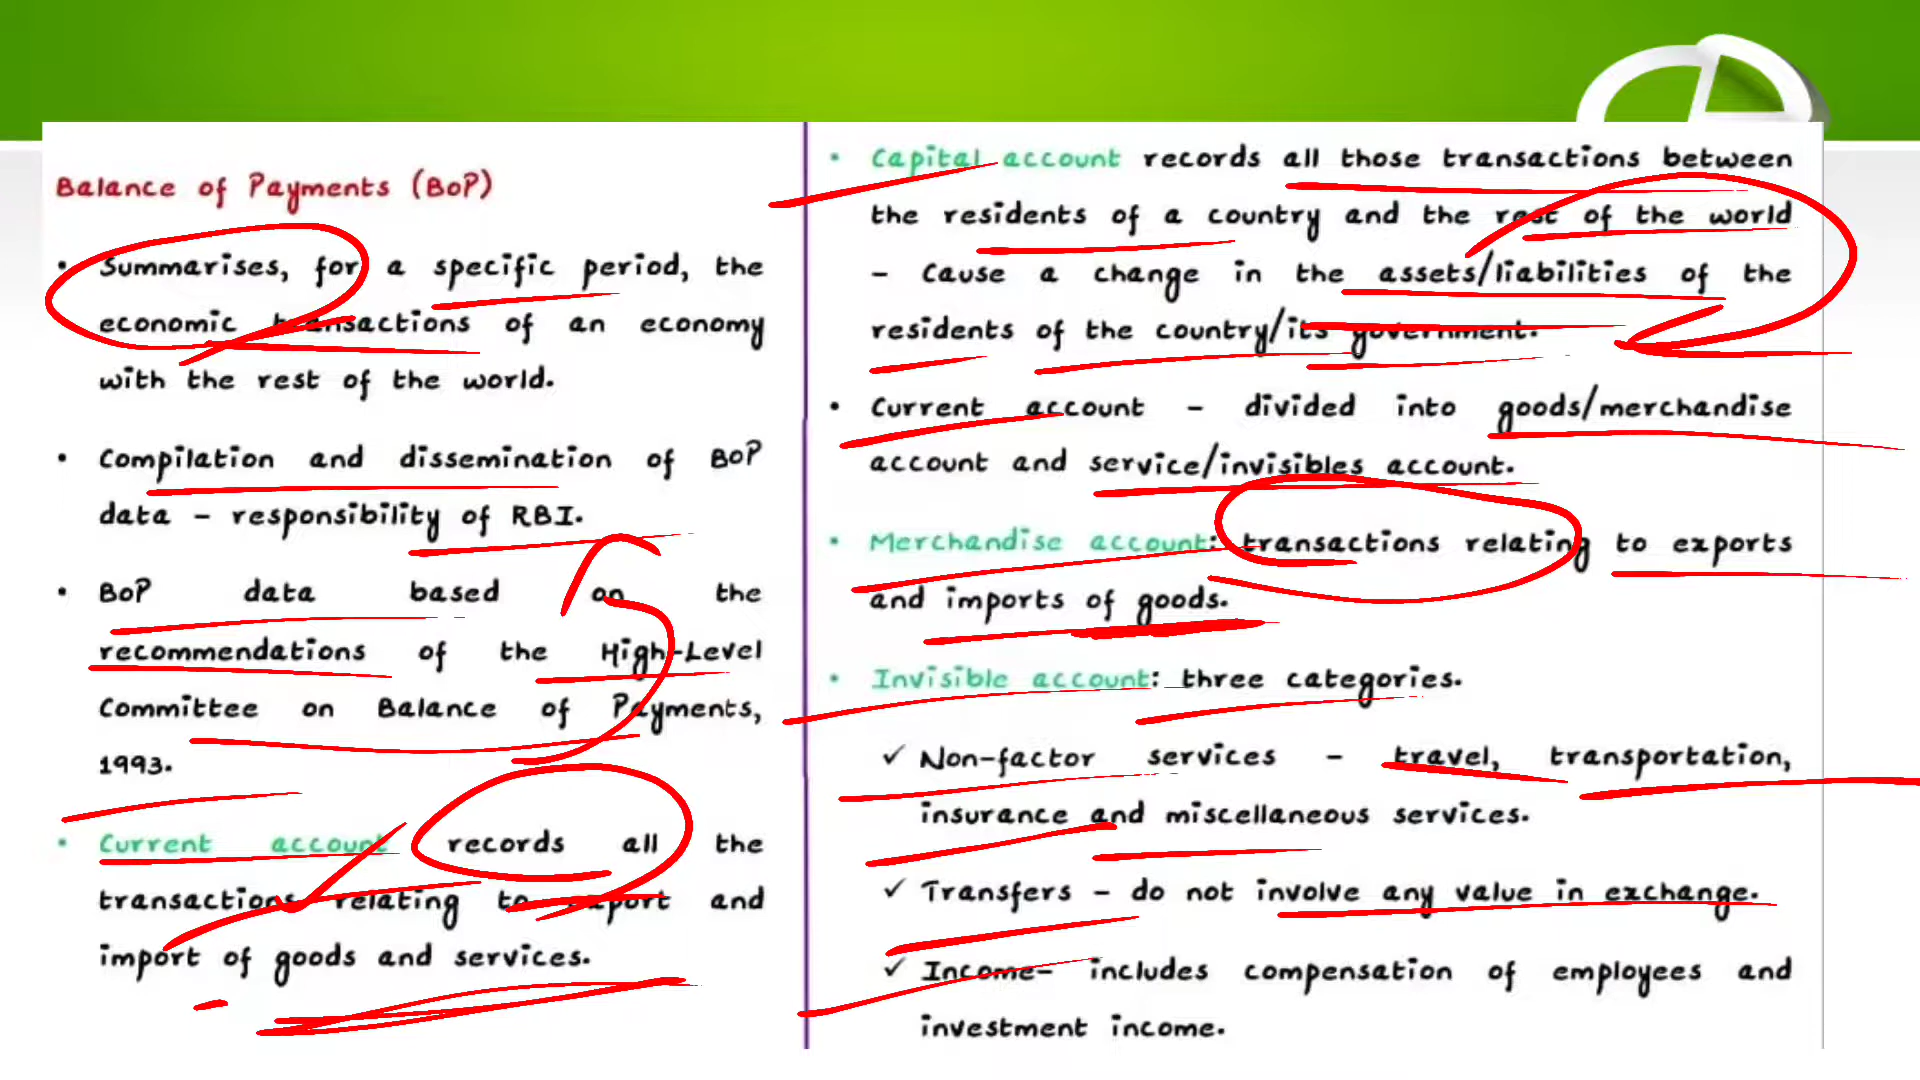 Balance of Payments (BoP)
• Summarises, for a specific period, the
economic transactions of an economy
with the rest of the world.
• Compilation and dissemination of BoP
data – responsibility of RBI.
• BoP data based on the
recommendations of the High-Level
Committee on Balance of Payments,
1993.
• Current account records all the
transactions relating to export and
import of goods and services.
• Capital account records all those transactions between
the residents of a country and the rest of the world
– Cause a change in the assets/liabilities of the
residents of the country/its government.
• Current account – divided into goods/merchandise
account and service/invisibles account.
• Merchandise account: transactions relating to exports
and imports of goods.
• Invisible account: three categories.
✓ Non-factor services – travel, transportation,
insurance and miscellaneous services.
✓ Transfers – do not involve any value in exchange.
✓ Income– includes compensation of employees and
investment income.